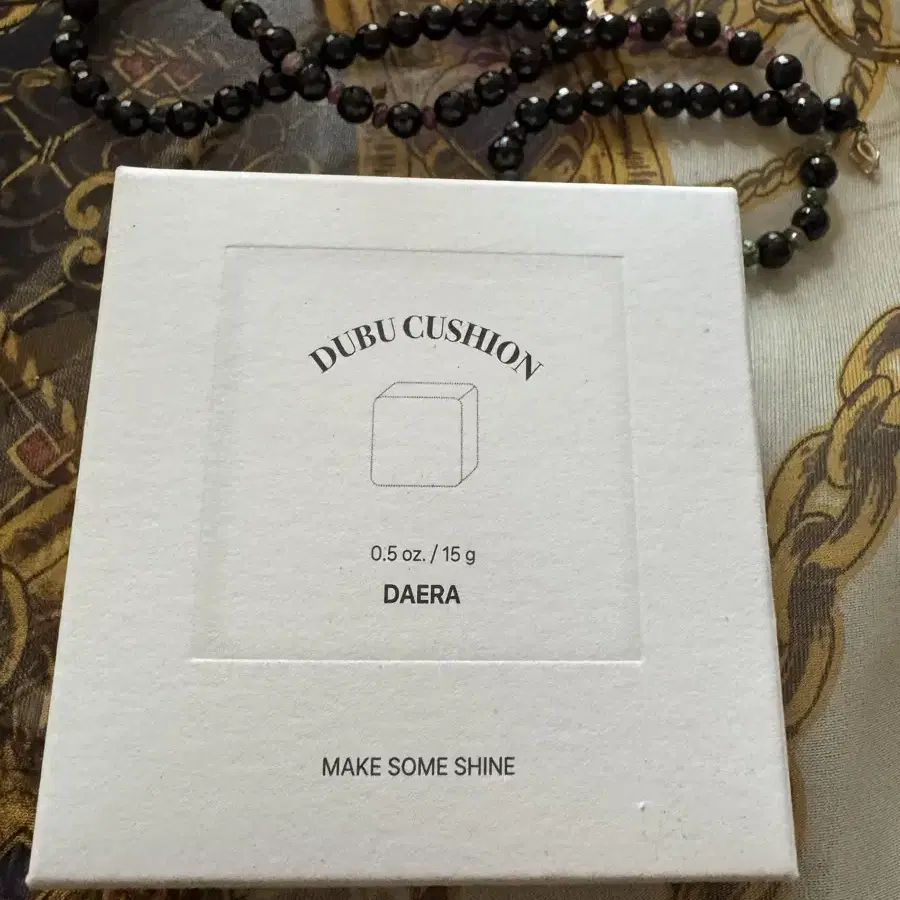 DUBU CUSHION
0.5 oz. / 15 g
DAERA
MAKE SOME SHINE